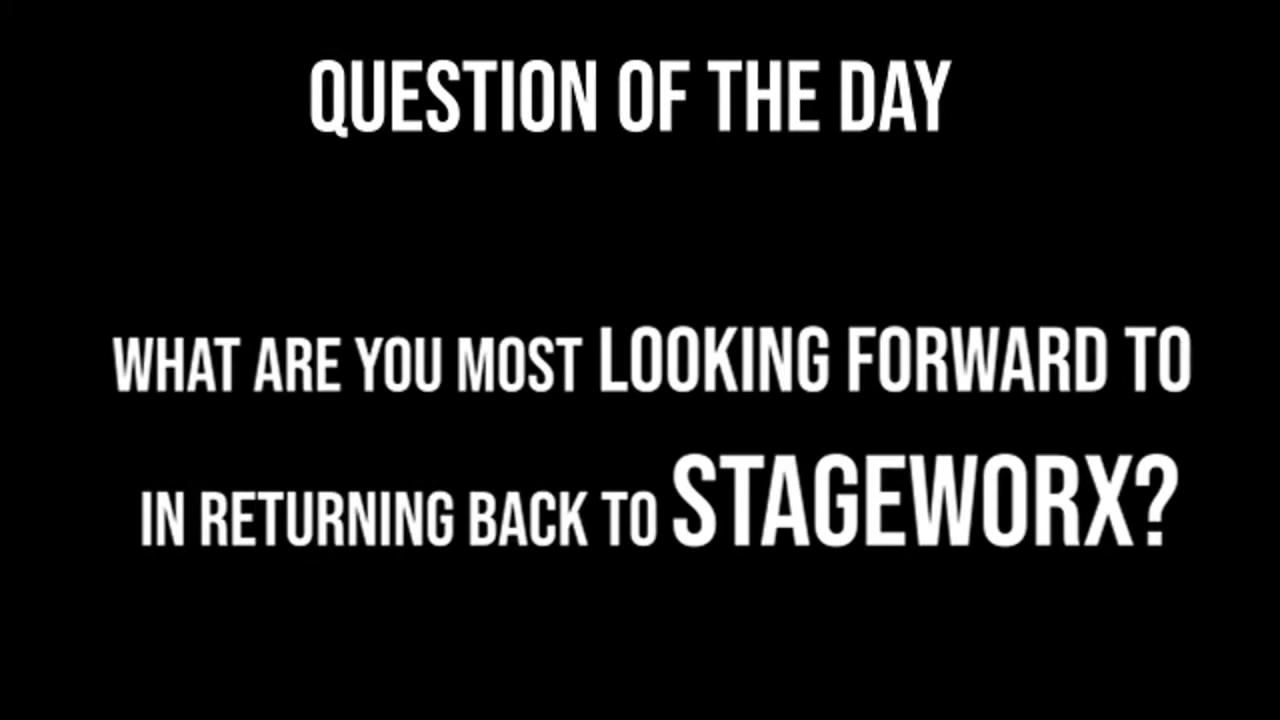 QUESTION OF THE DAY
WHAT ARE YOU MOST LOOKING FORWARD TO
IN RETURNING BACK TO STAGEWORX?